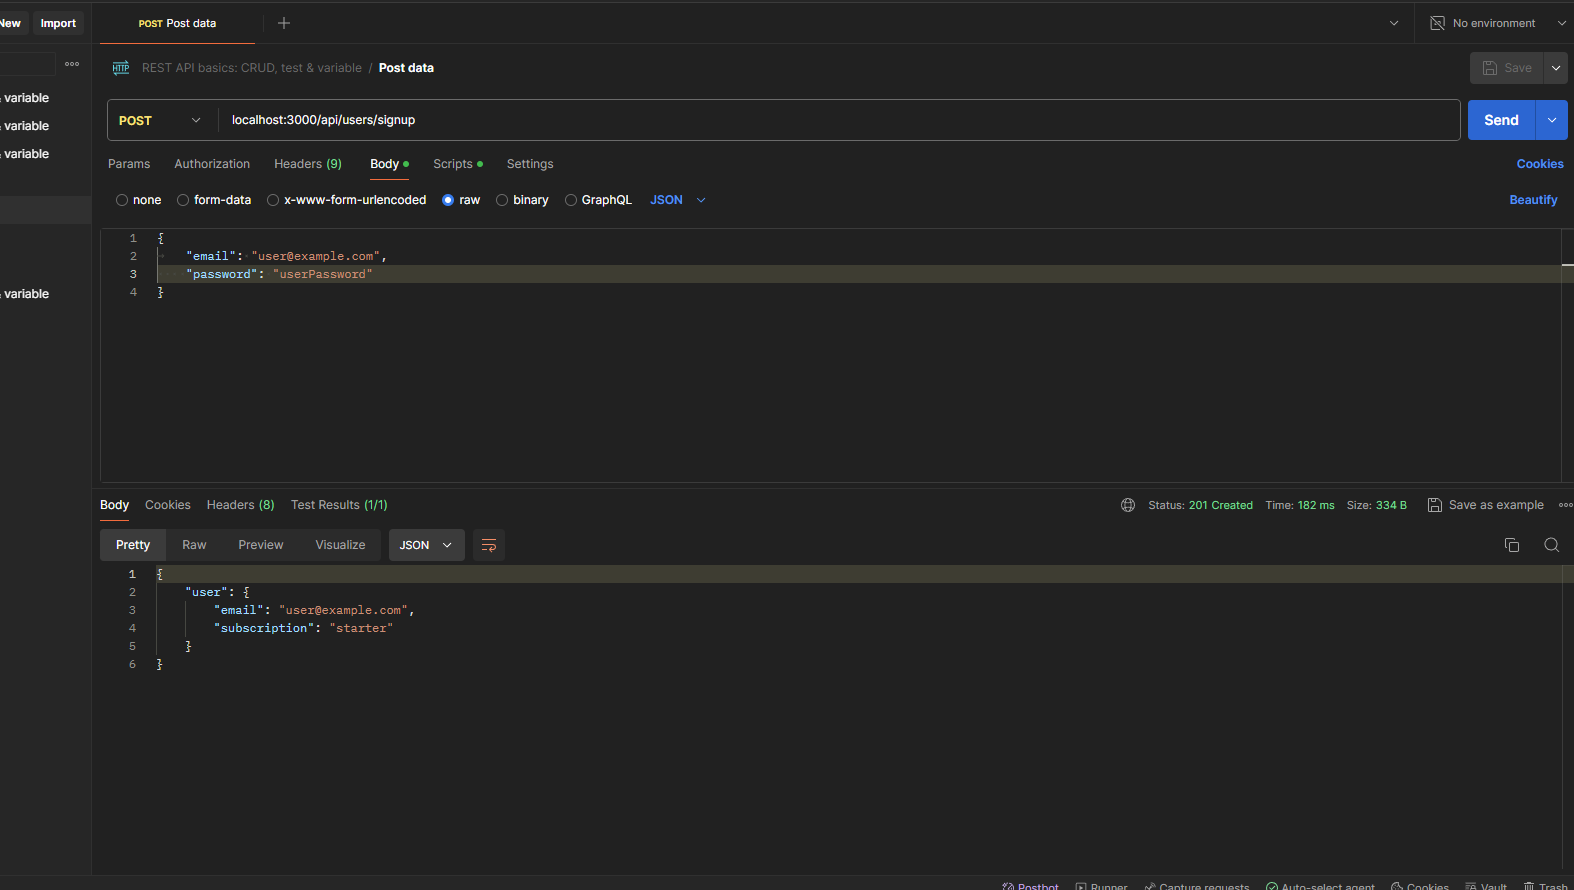 New Import POST Post data No environment
REST API basics: CRUD, test & variable / Post data Save
variable
variable
variable
variable
POST localhost:3000/api/users/signup Send
Params Authorization Headers (9) Body Scripts Settings Cookies
none form-data x-www-form-urlencoded raw binary GraphQL JSON Beautify
1 {
2 "email": "user@example.com",
3 "password": "userPassword"
4 }
Body Cookies Headers (8) Test Results (1/1) Status: 201 Created Time: 182 ms Size: 334 B Save as example
Pretty Raw Preview Visualize JSON
1 {
2 "user": {
3 "email": "user@example.com",
4 "subscription": "starter"
5 }
6 }
Postbot Runner Capture requests Auto-select agent Cookies Vault Trash